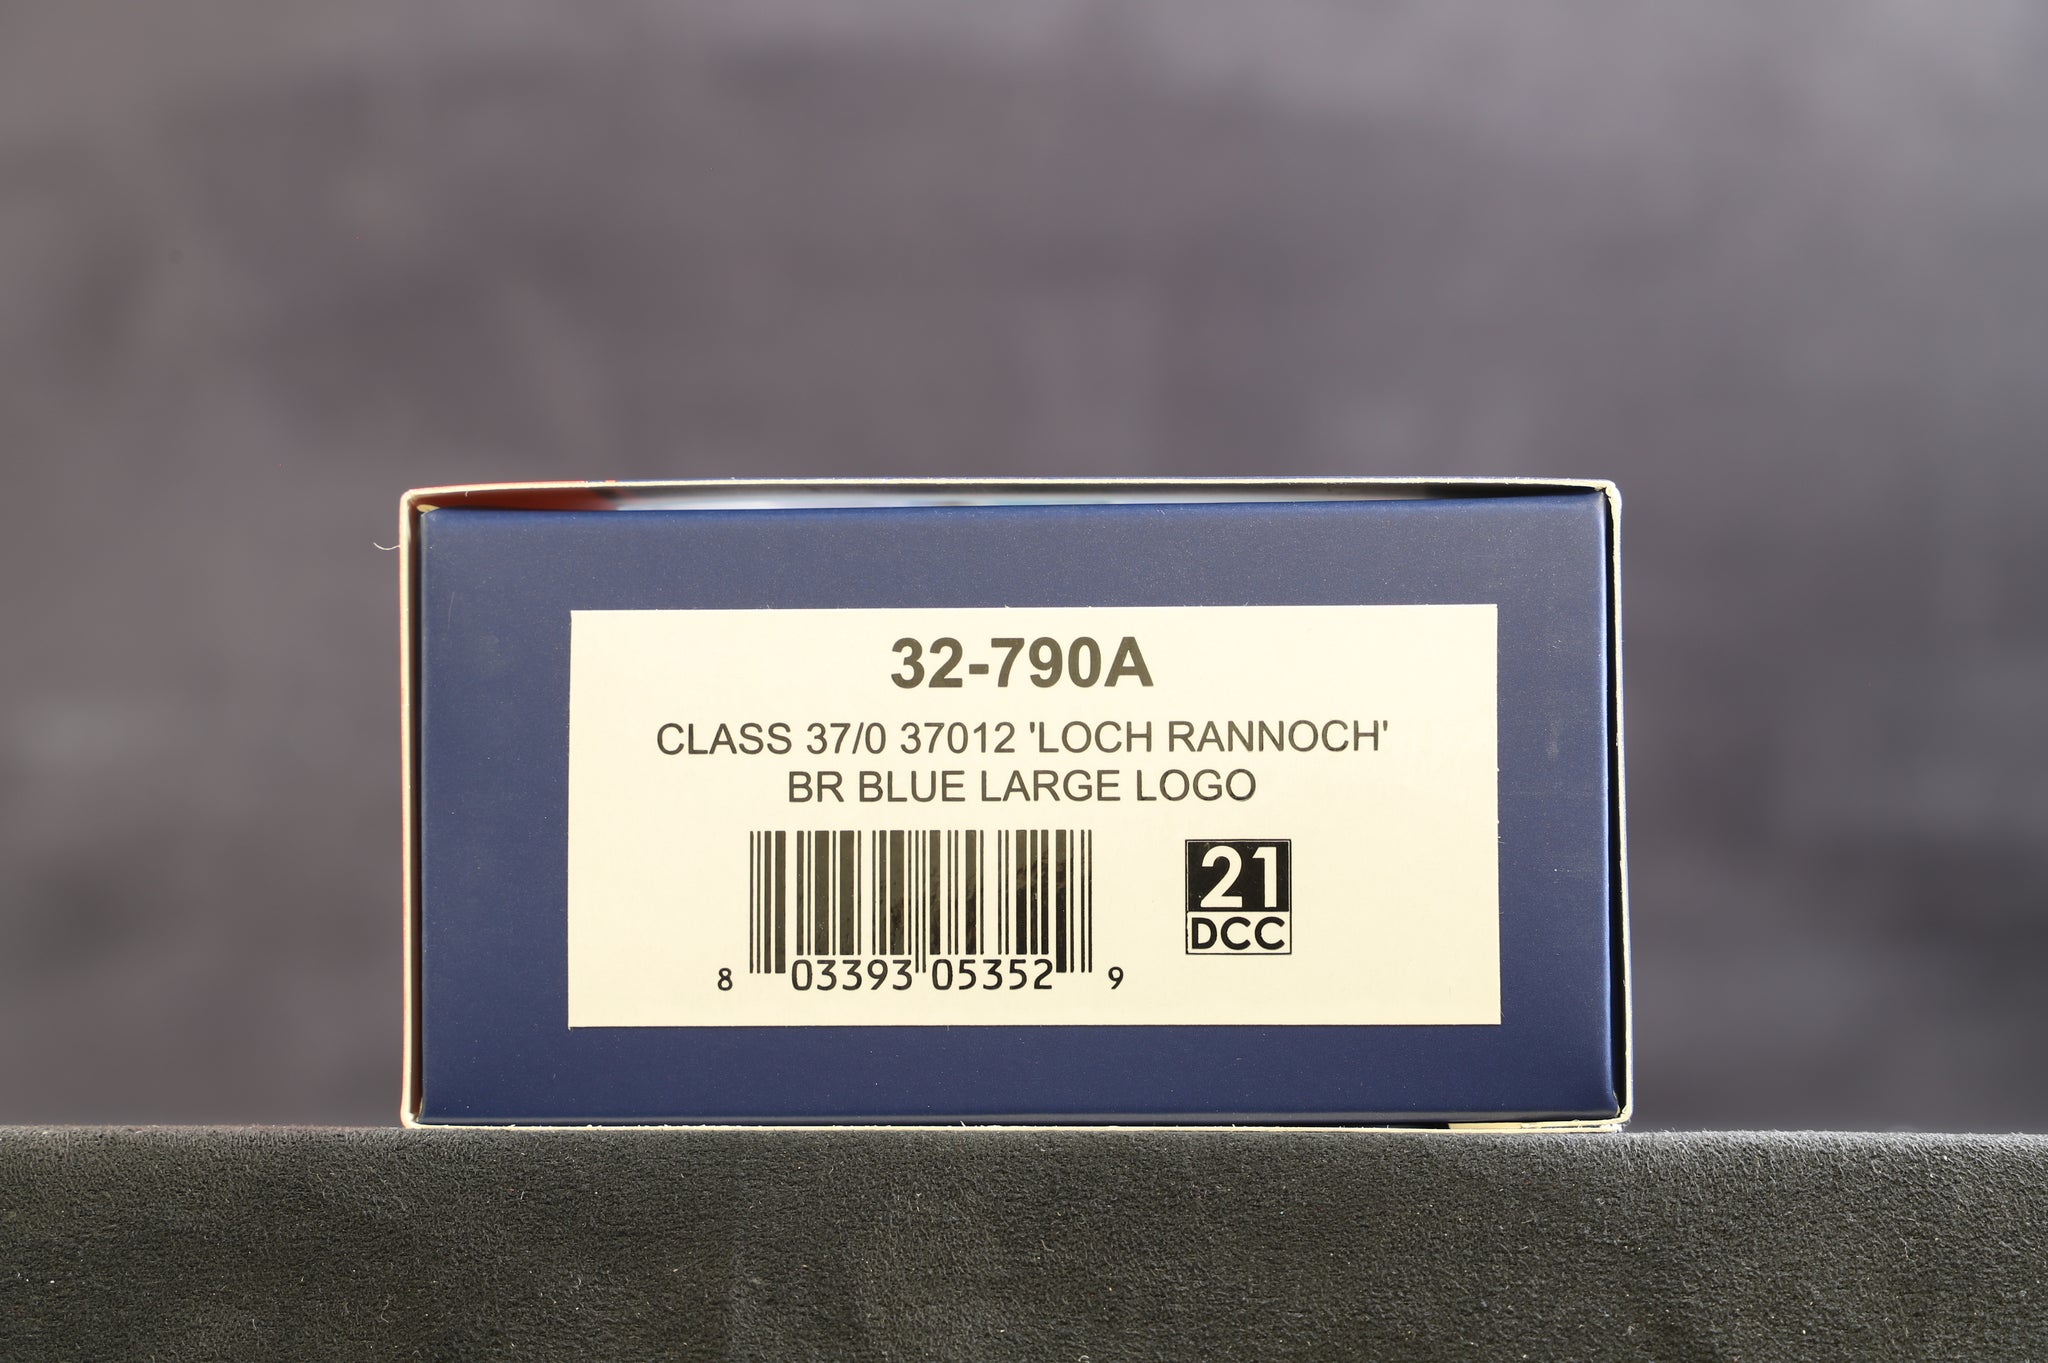 32-790A
CLASS 37/0 37012 'LOCH RANNOCH'
BR BLUE LARGE LOGO
21
DCC
8 03393 05352 9